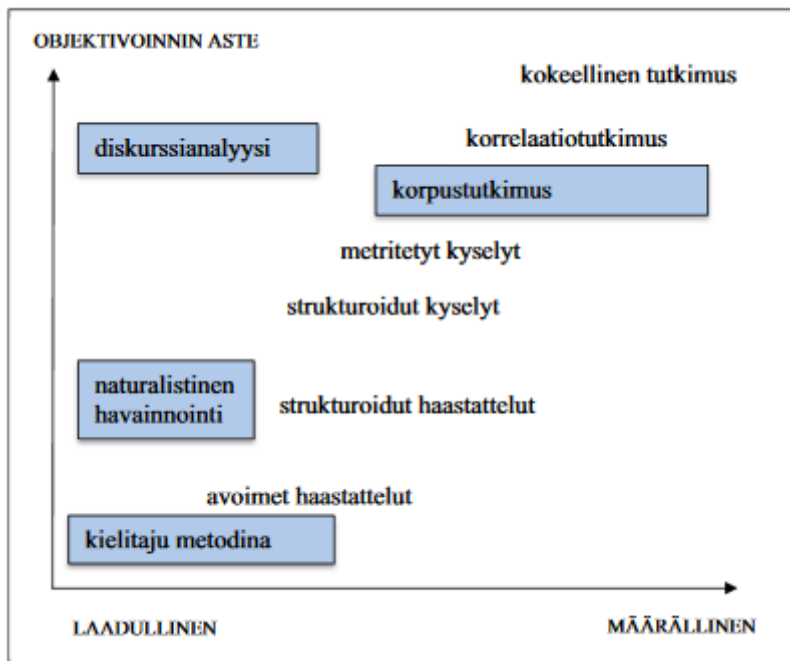 OBJEKTIVOINNIN ASTE
kokeellinen tutkimus
diskurssianalyysi
korrelaatiotutkimus
korpustutkimus
metritetyt kyselyt
strukturoidut kyselyt
naturalistinen
havainnointi
strukturoidut haastattelut
avoimet haastattelut
kielitaju metodina
LAADULLINEN
MÄÄRÄLLINEN